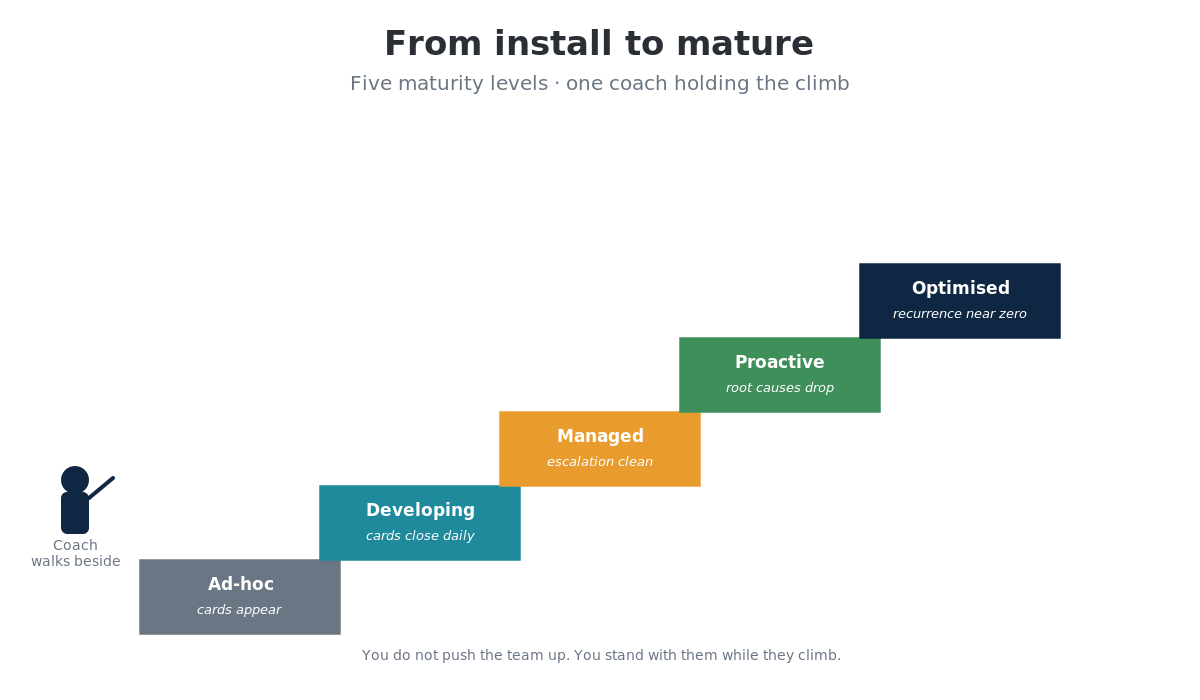 From install to mature
Five maturity levels · one coach holding the climb
Optimised
recurrence near zero
Proactive
root causes drop
Managed
escalation clean
Developing
cards close daily
Coach
walks beside
Ad-hoc
cards appear
You do not push the team up. You stand with them while they climb.